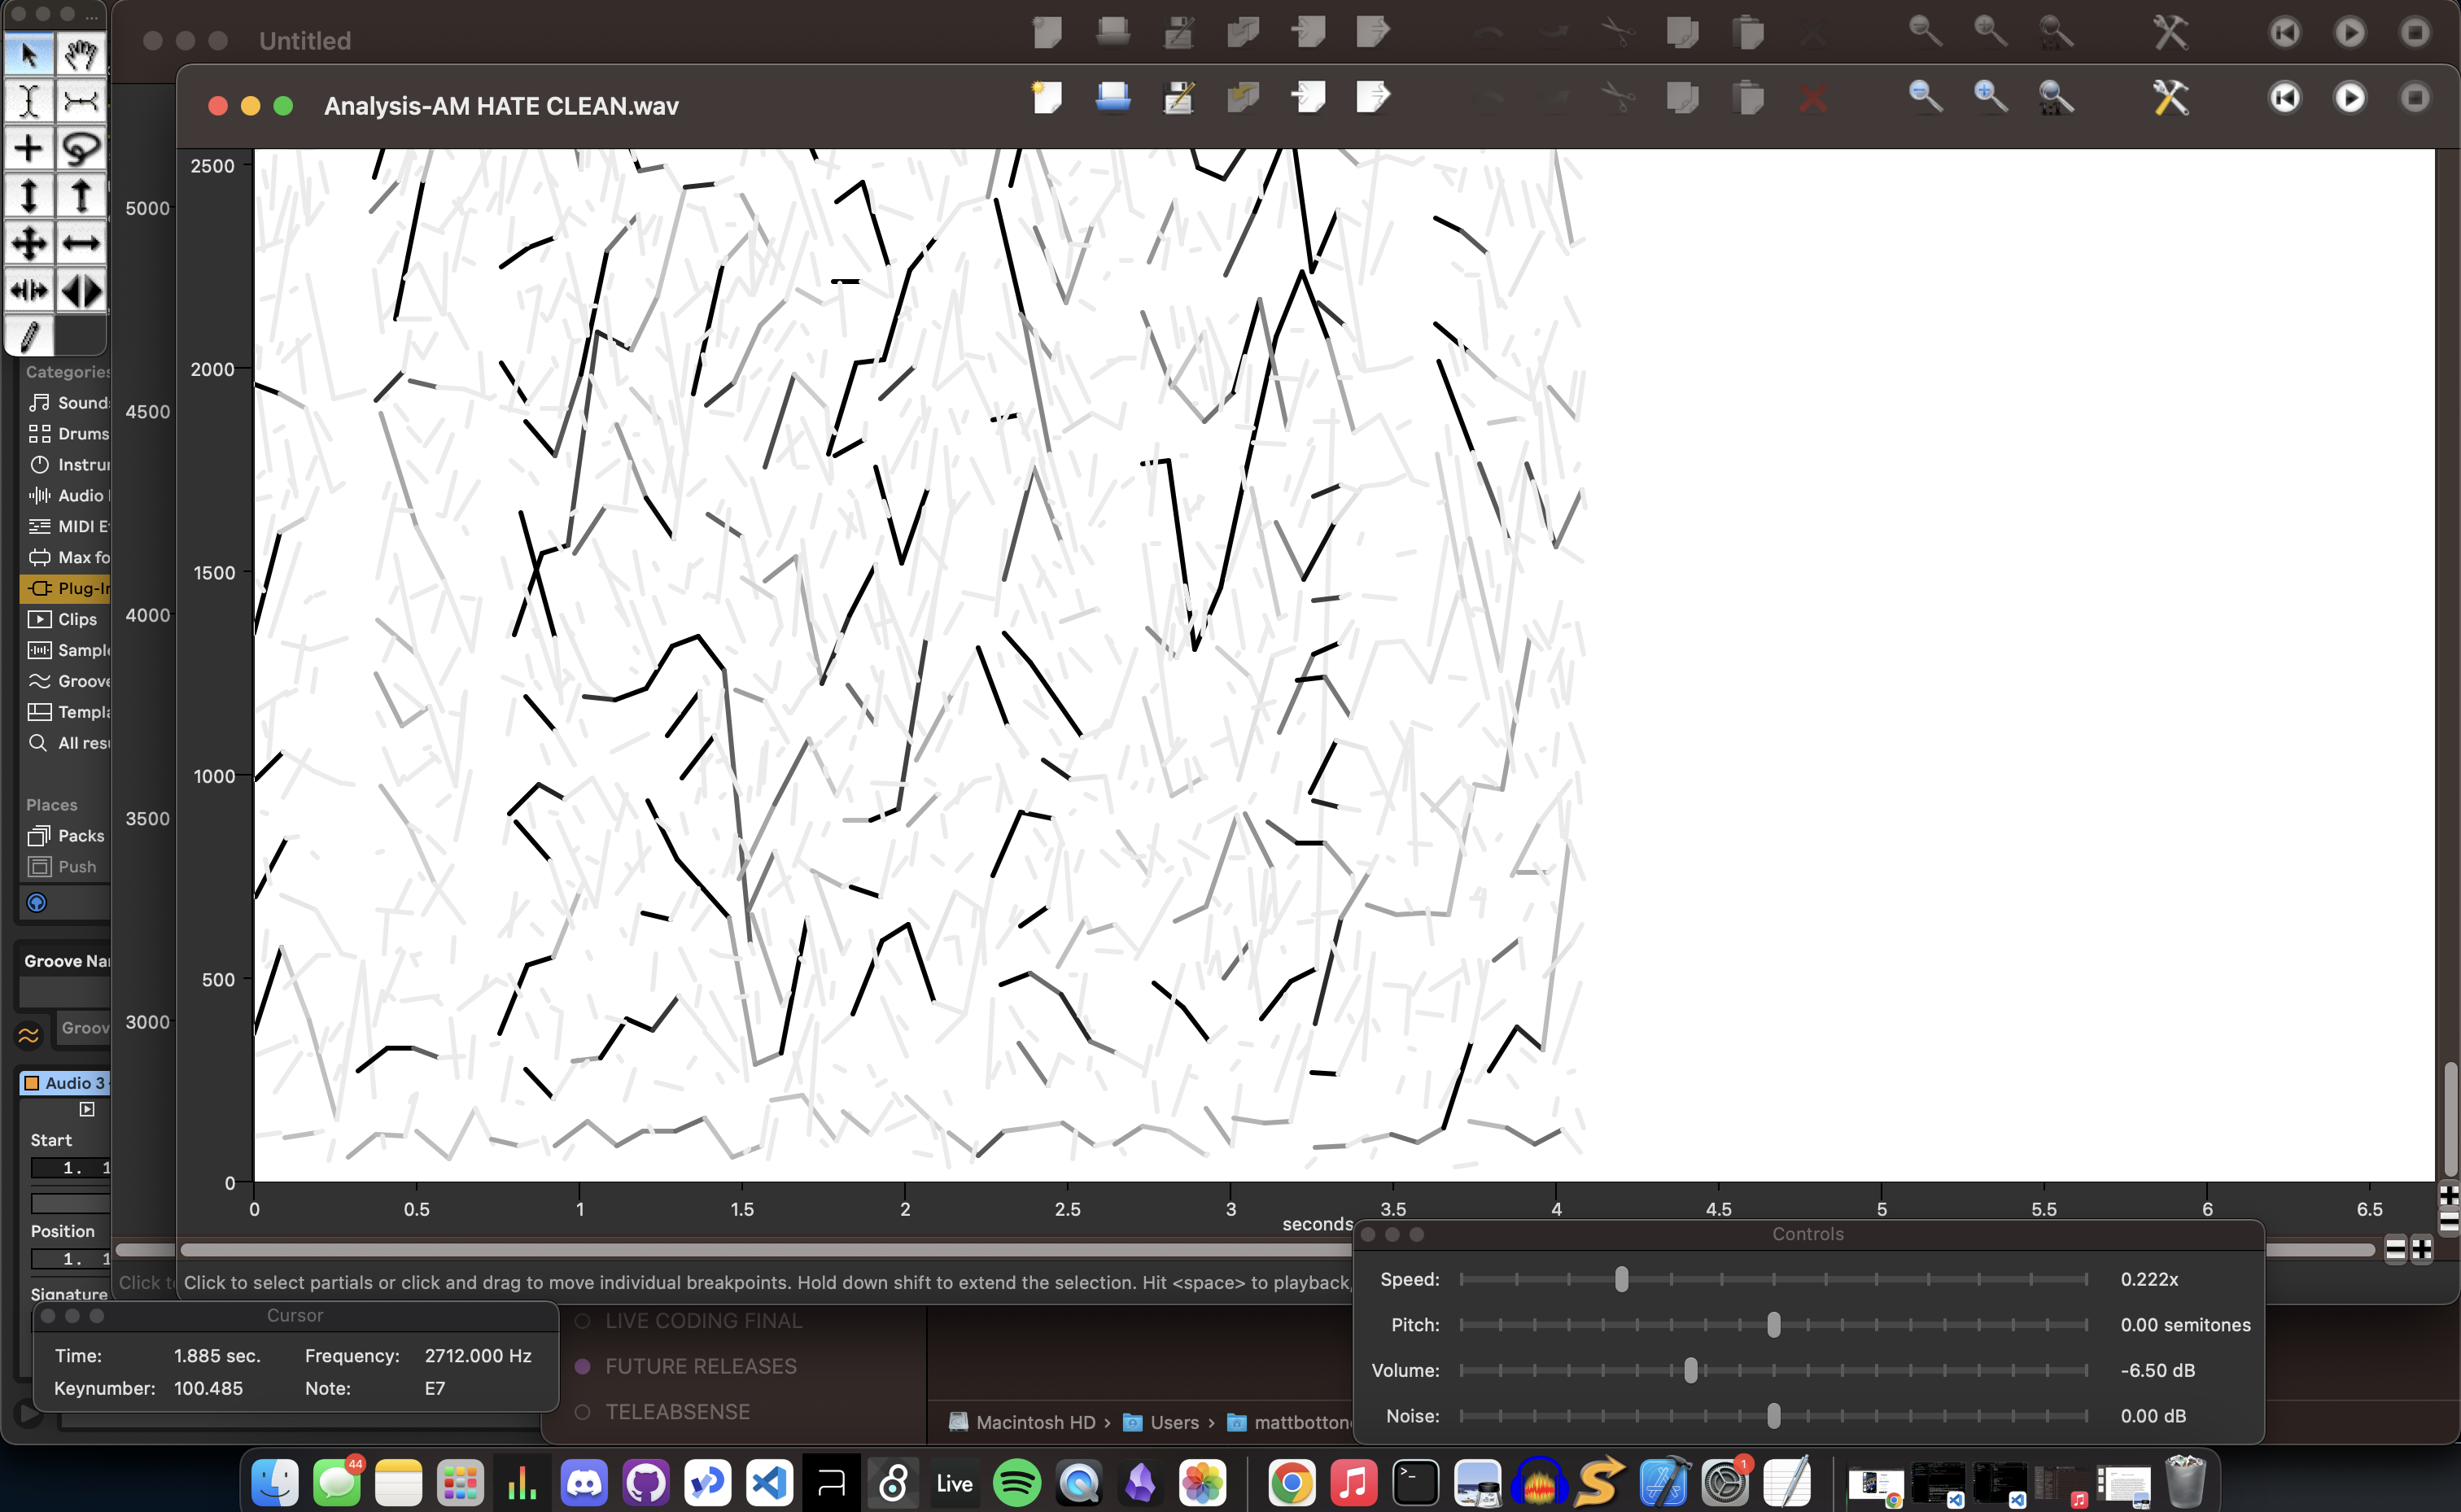 Untitled
Analysis-AM HATE CLEAN.wav
2500
2000
1500
1000
500
0
5000
4500
4000
3500
3000
0 0.5 1 1.5 2 2.5 3 3.5 4 4.5 5 5.5 6 6.5
seconds
Categories
Sound
Drums
Instru
Audio
MIDI E
Max fo
Plug-In
Clips
Sample
Groove
Templa
All resu
Places
Packs
Push
Groove Na
Groov
Audio 3
Start
1. 1
Position
1. 1
Signature
Click t
Click to select partials or click and drag to move individual breakpoints. Hold down shift to extend the selection. Hit <space> to playback,
Controls
Speed: 0.222x
Pitch: 0.00 semitones
Volume: -6.50 dB
Noise: 0.00 dB
Cursor
Time: 1.885 sec. Frequency: 2712.000 Hz
Keynumber: 100.485 Note: E7
LIVE CODING FINAL
FUTURE RELEASES
TELEABSENSE
Macintosh HD › Users › mattbotton
44
Live
1